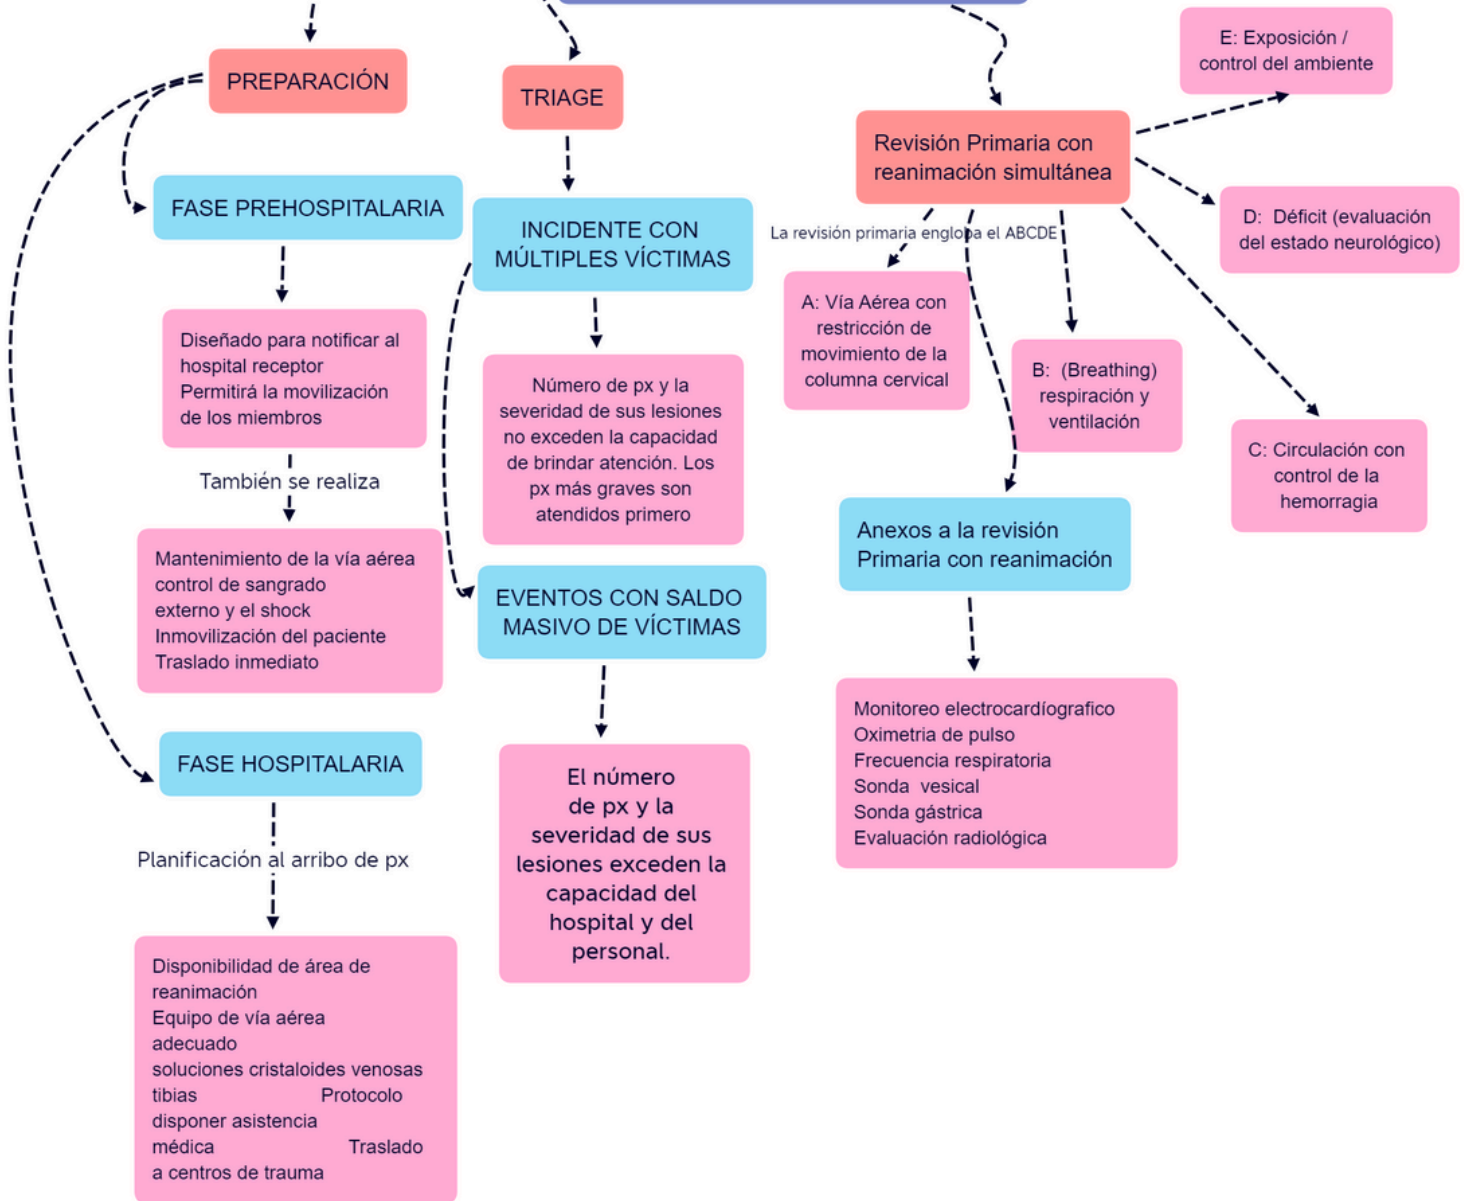 PREPARACIÓN
FASE PREHOSPITALARIA
Diseñado para notificar al
hospital receptor
Permitirá la movilización
de los miembros
También se realiza
Mantenimiento de la vía aérea
control de sangrado
externo y el shock
Inmovilización del paciente
Traslado inmediato
FASE HOSPITALARIA
Planificación al arribo de px
Disponibilidad de área de
reanimación
Equipo de vía aérea
adecuado
soluciones cristaloides venosas
tibias Protocolo
disponer asistencia
médica Traslado
a centros de trauma
TRIAGE
INCIDENTE CON
MÚLTIPLES VÍCTIMAS
Número de px y la
severidad de sus lesiones
no exceden la capacidad
de brindar atención. Los
px más graves son
atendidos primero
EVENTOS CON SALDO
MASIVO DE VÍCTIMAS
El número
de px y la
severidad de sus
lesiones exceden la
capacidad del
hospital y del
personal.
Revisión Primaria con
reanimación simultánea
La revisión primaria engloba el ABCDE
A: Vía Aérea con
restricción de
movimiento de la
columna cervical
B: (Breathing)
respiración y
ventilación
C: Circulación con
control de la
hemorragia
D: Déficit (evaluación
del estado neurológico)
E: Exposición /
control del ambiente
Anexos a la revisión
Primaria con reanimación
Monitoreo electrocardíografico
Oximetria de pulso
Frecuencia respiratoria
Sonda vesical
Sonda gástrica
Evaluación radiológica